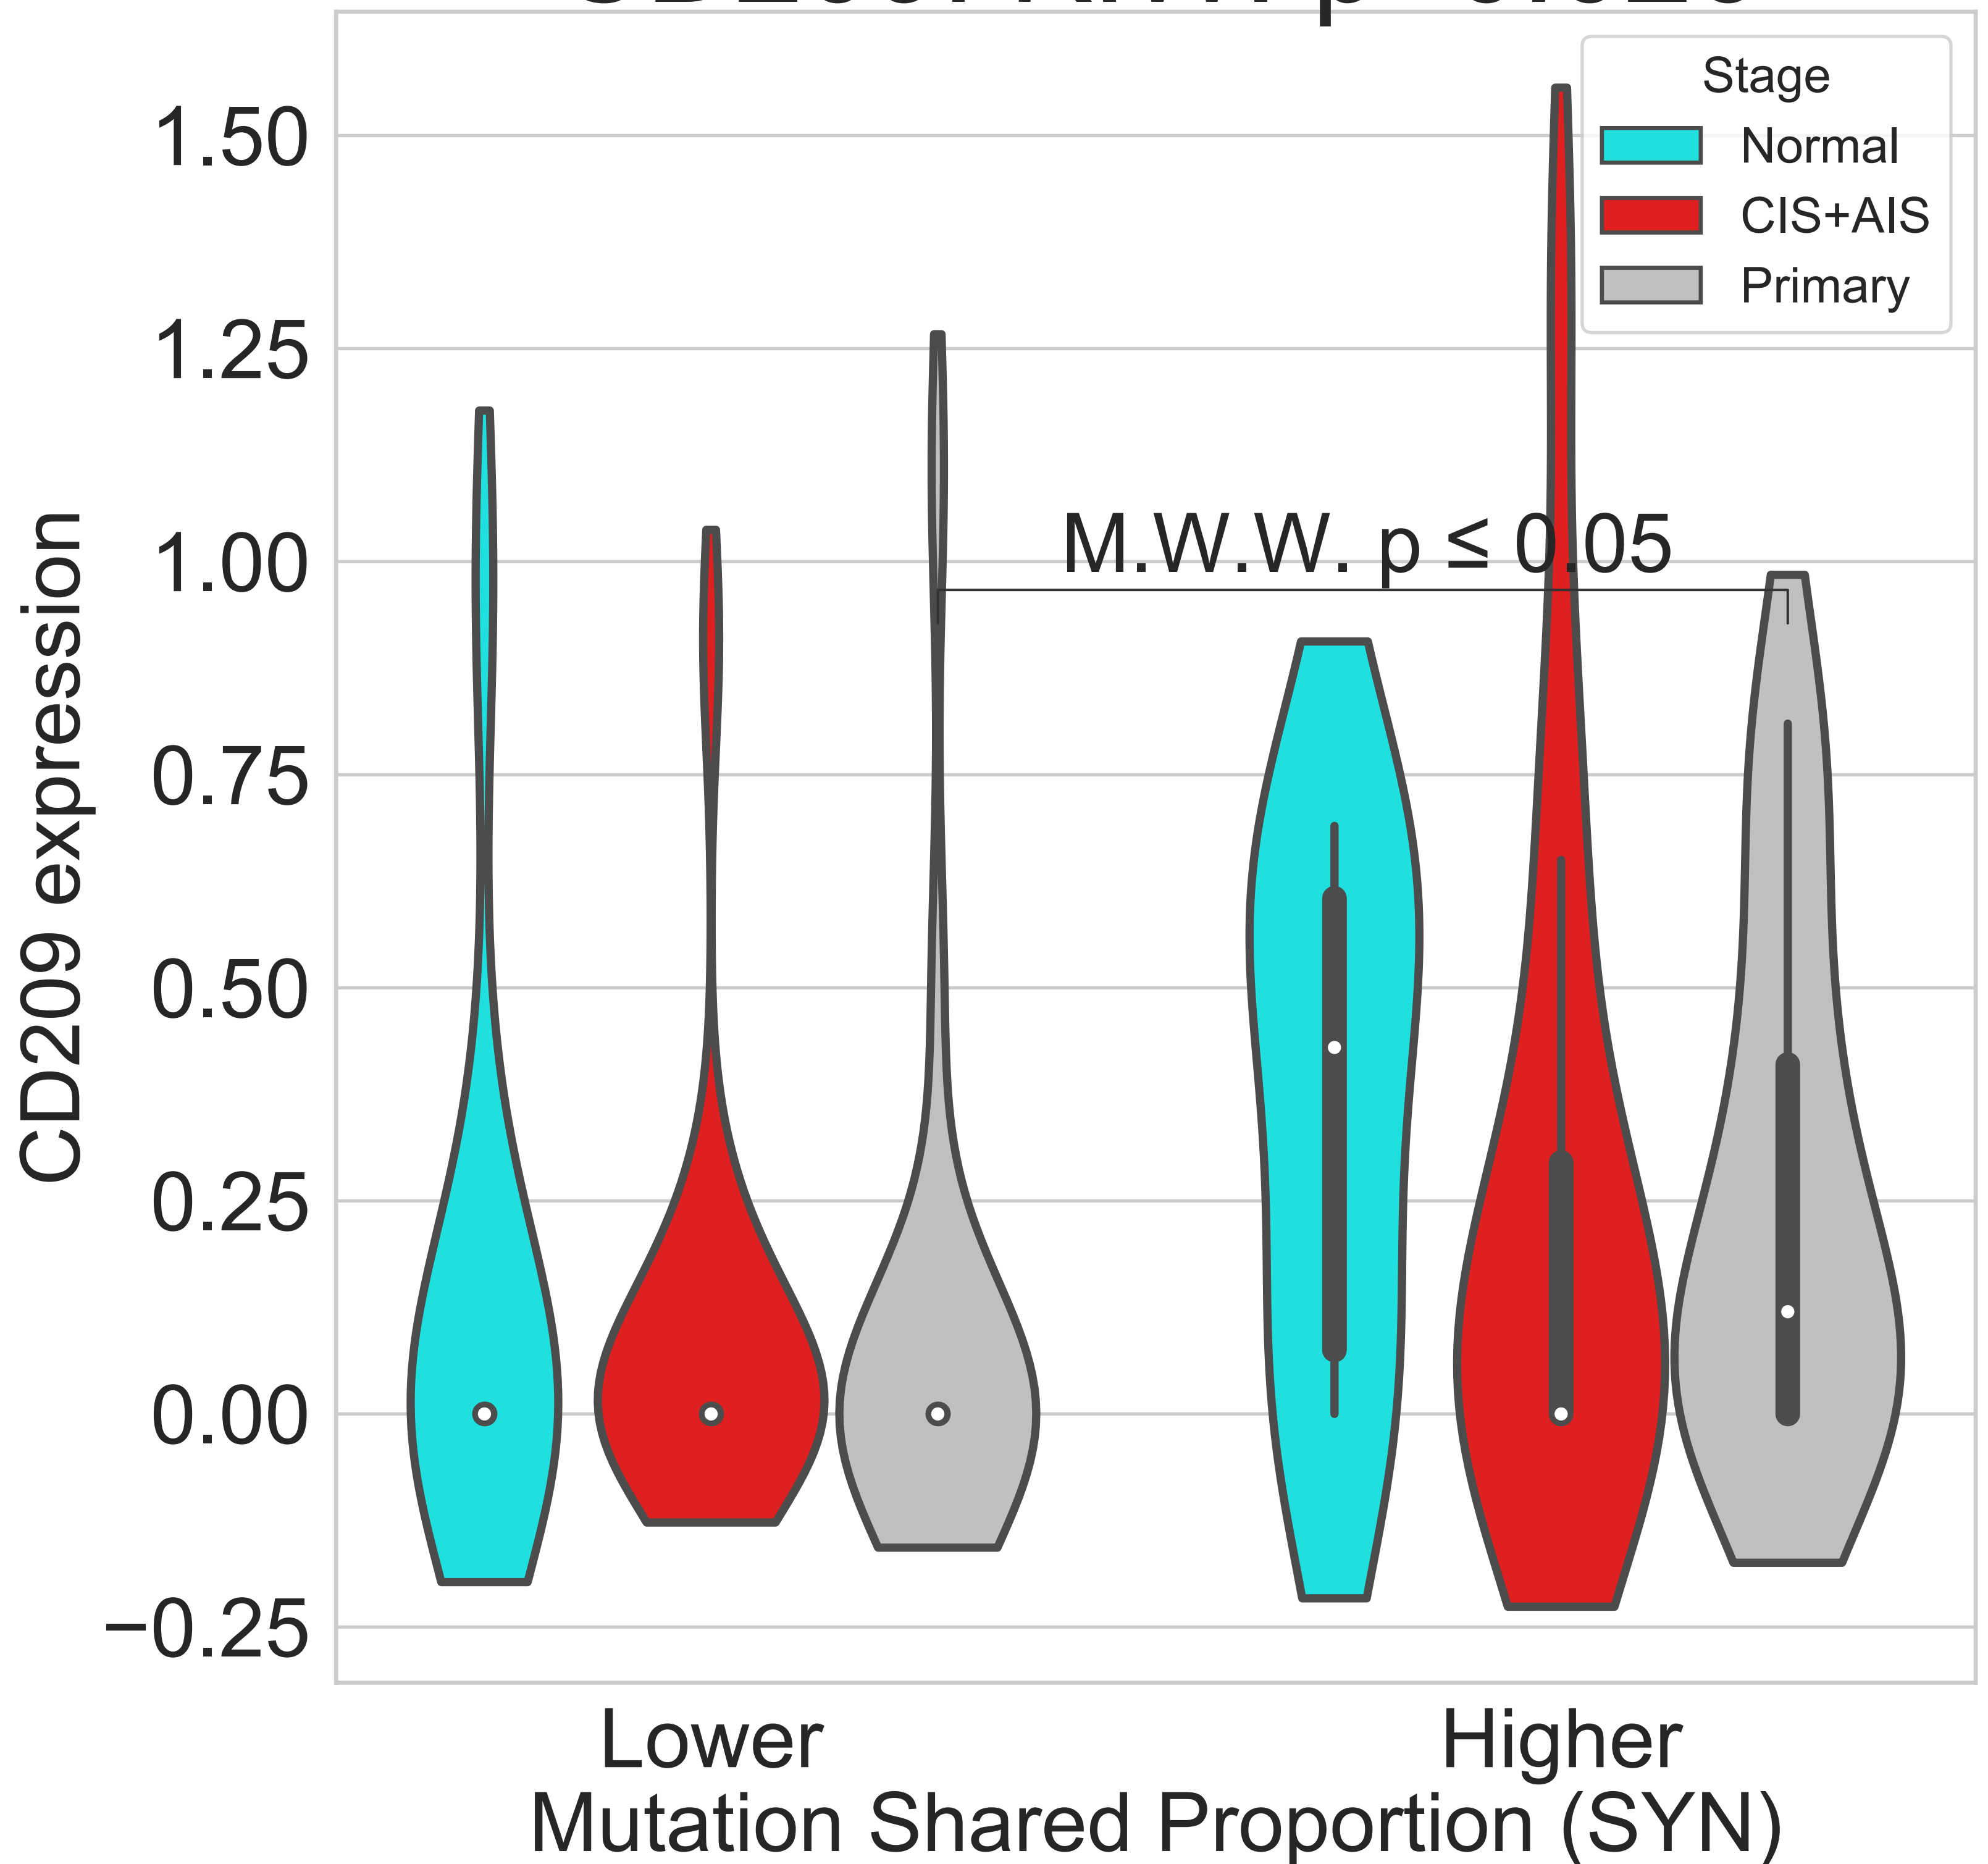 Stage
Normal
CIS+AIS
Primary
1.50
1.25
1.00
0.75
0.50
0.25
0.00
−0.25
CD209 expression
M.W.W. p ≤ 0.05
Lower
Higher
Mutation Shared Proportion (SYN)